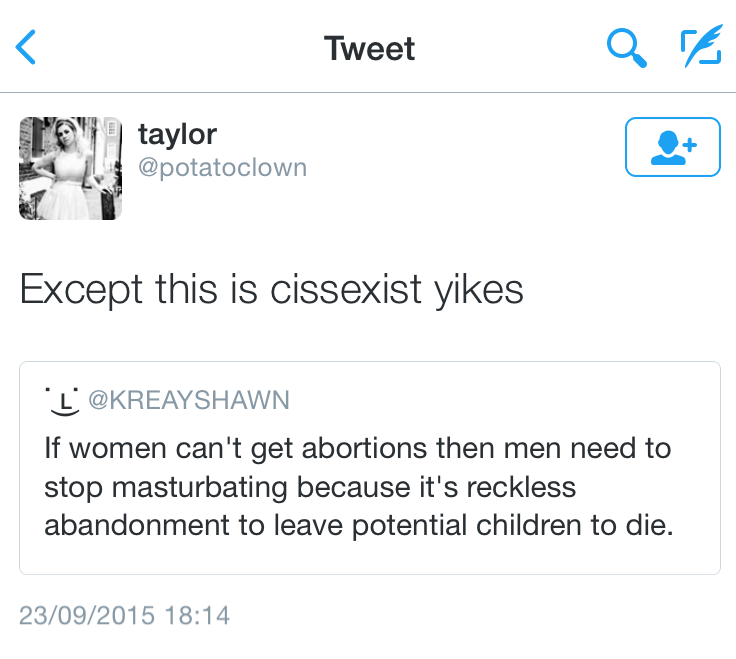 Tweet
taylor
@potatoclown
Except this is cissexist yikes
˙͜ʟ˙ @KREAYSHAWN
If women can't get abortions then men need to
stop masturbating because it's reckless
abandonment to leave potential children to die.
23/09/2015 18:14